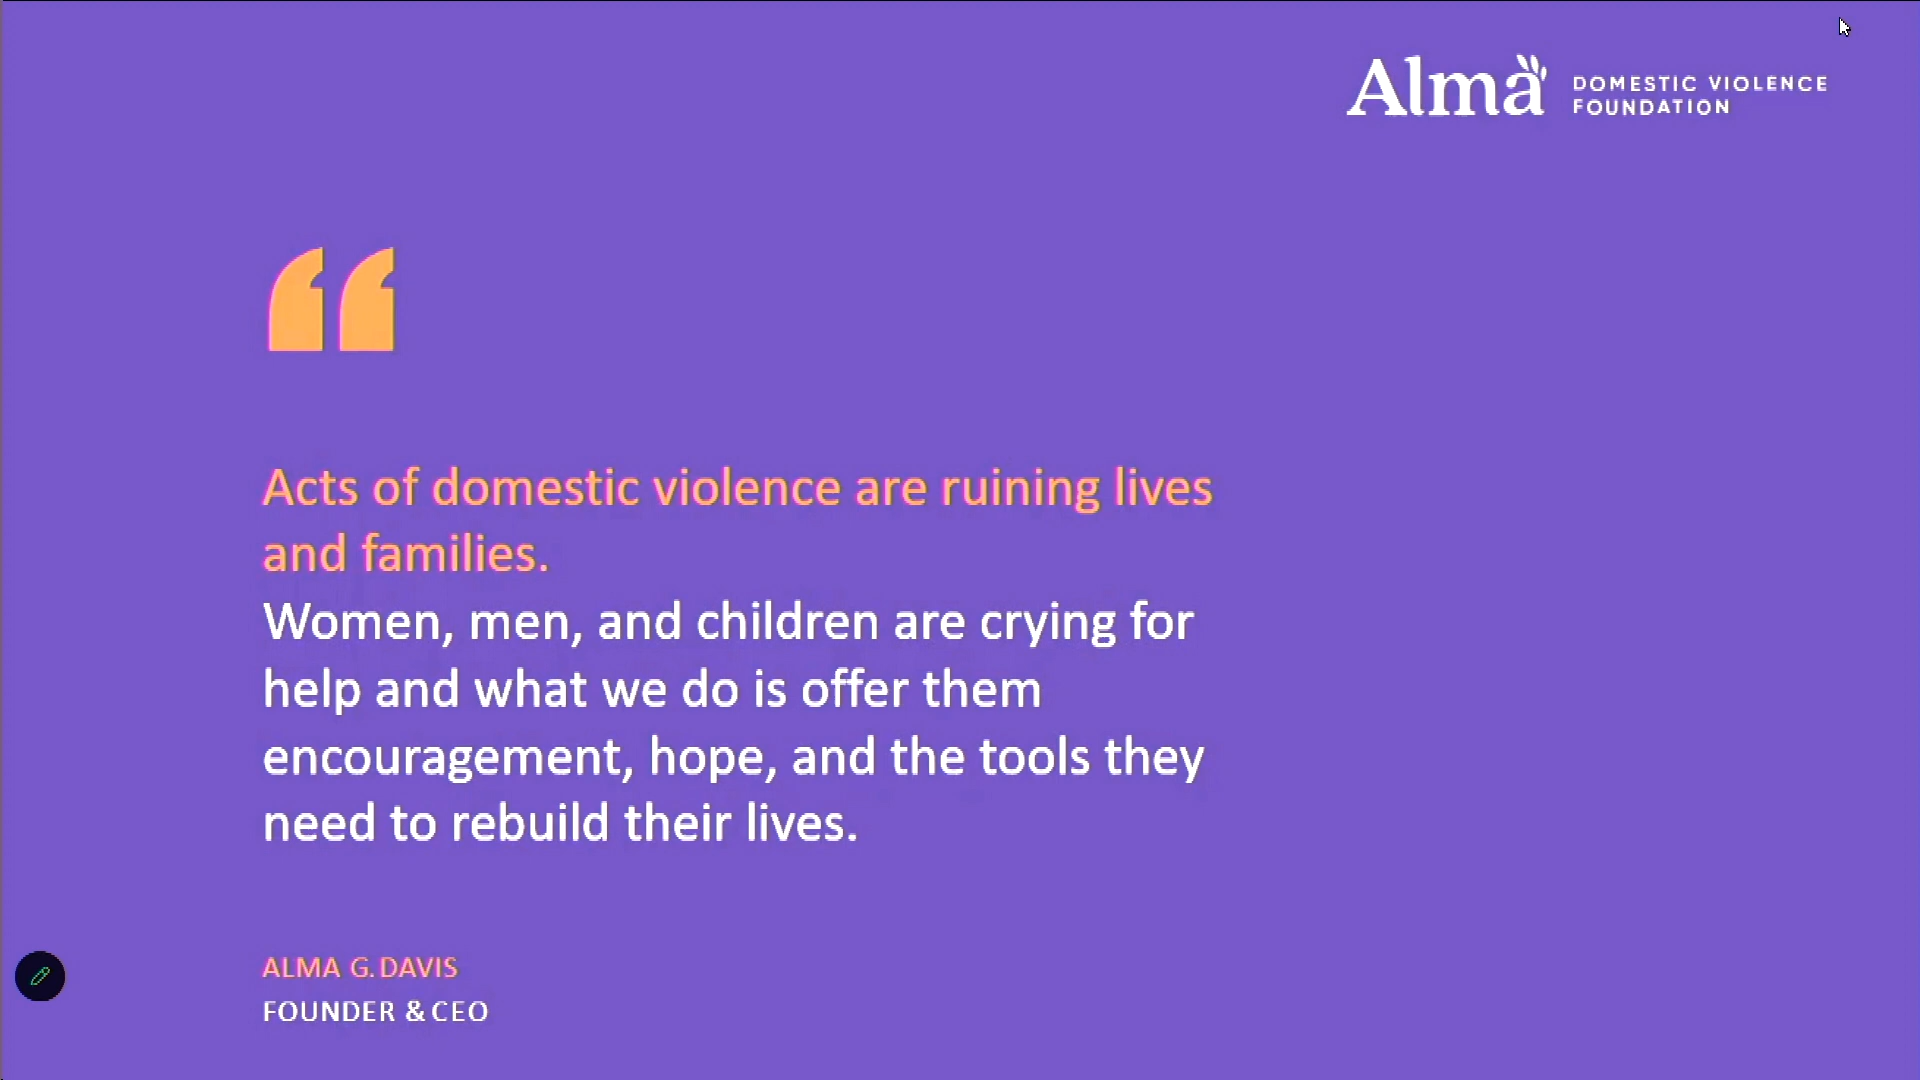 Alma
DOMESTIC VIOLENCE
FOUNDATION
“
Acts of domestic violence are ruining lives
and families.
Women, men, and children are crying for
help and what we do is offer them
encouragement, hope, and the tools they
need to rebuild their lives.
ALMA G. DAVIS
FOUNDER & CEO